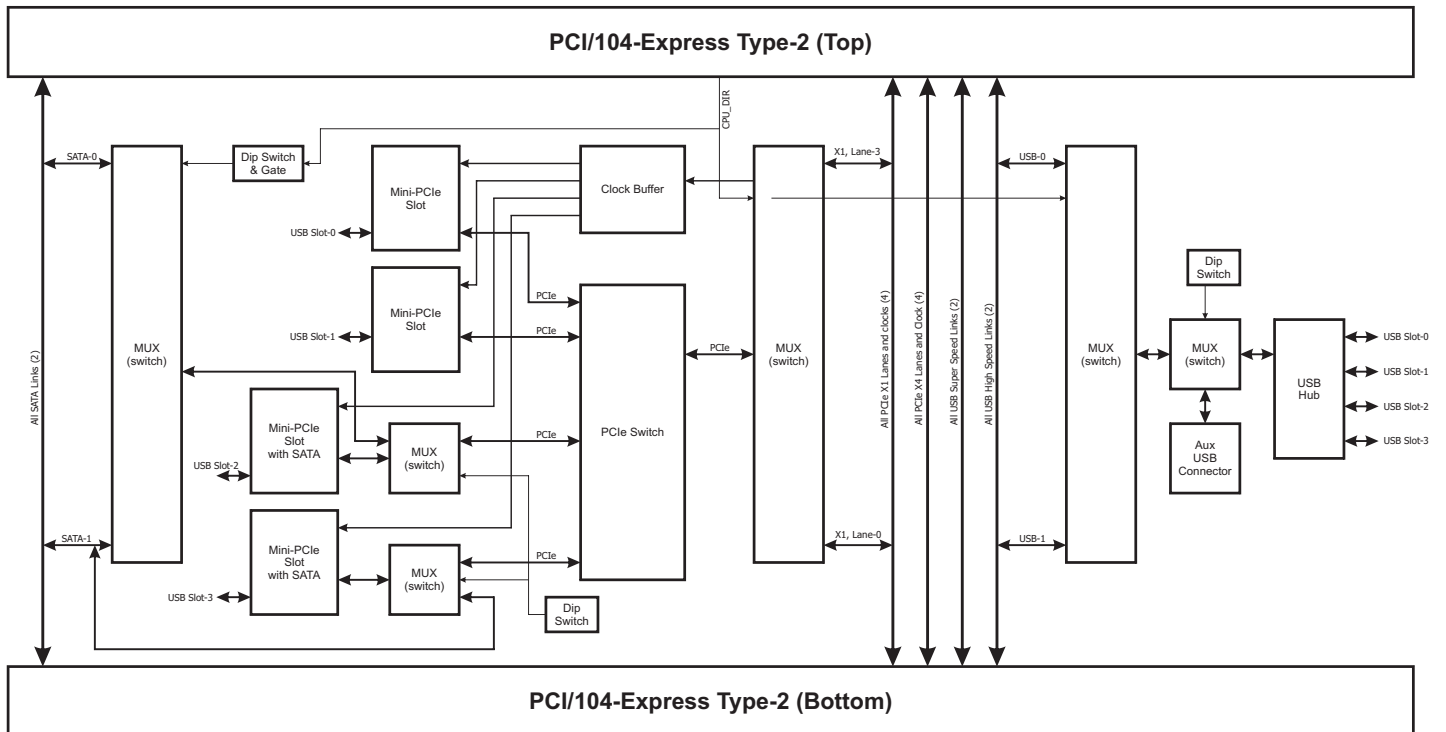 PCI/104-Express Type-2 (Top)
CPU_DIR
SATA-0
Dip Switch
& Gate
Mini-PCIe
Slot
Clock Buffer
X1, Lane-3
USB-0
USB Slot-0
Dip
Switch
Mini-PCIe
Slot
PCIe
USB Slot-1
PCIe
MUX
(switch)
PCIe
MUX
(switch)
All SATA Links (2)
All PCIe X1 Lanes and clocks (4)
All PCIe X4 Lanes and Clock (4)
All USB Super Speed Links (2)
All USB High Speed Links (2)
MUX
(switch)
MUX
(switch)
USB
Hub
USB Slot-0
USB Slot-1
USB Slot-2
USB Slot-3
Mini-PCIe
Slot
with SATA
MUX
(switch)
PCIe
PCIe Switch
Aux
USB
Connector
USB Slot-2
SATA-1
Mini-PCIe
Slot
with SATA
MUX
(switch)
PCIe
X1, Lane-0
USB-1
USB Slot-3
Dip
Switch
PCI/104-Express Type-2 (Bottom)